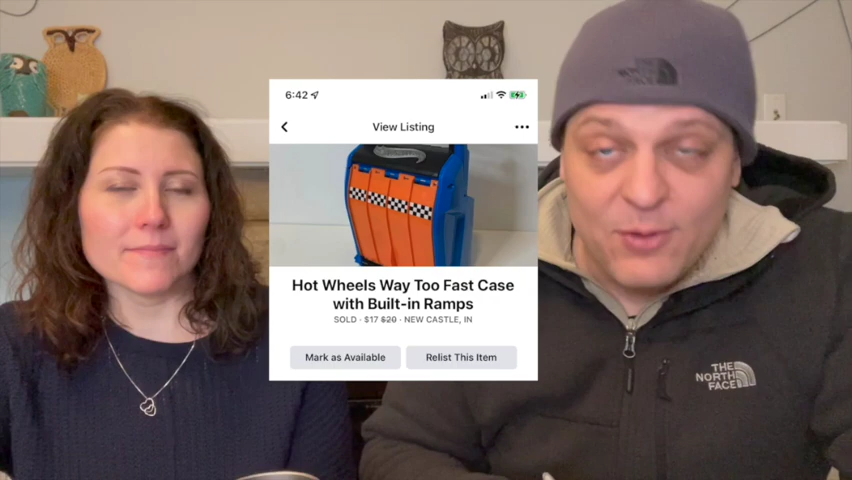 6:42
View Listing
Hot Wheels Way Too Fast Case
with Built-in Ramps
SOLD · $17 $20 · NEW CASTLE, IN
Mark as Available
Relist This Item
THE
NORTH
FACE